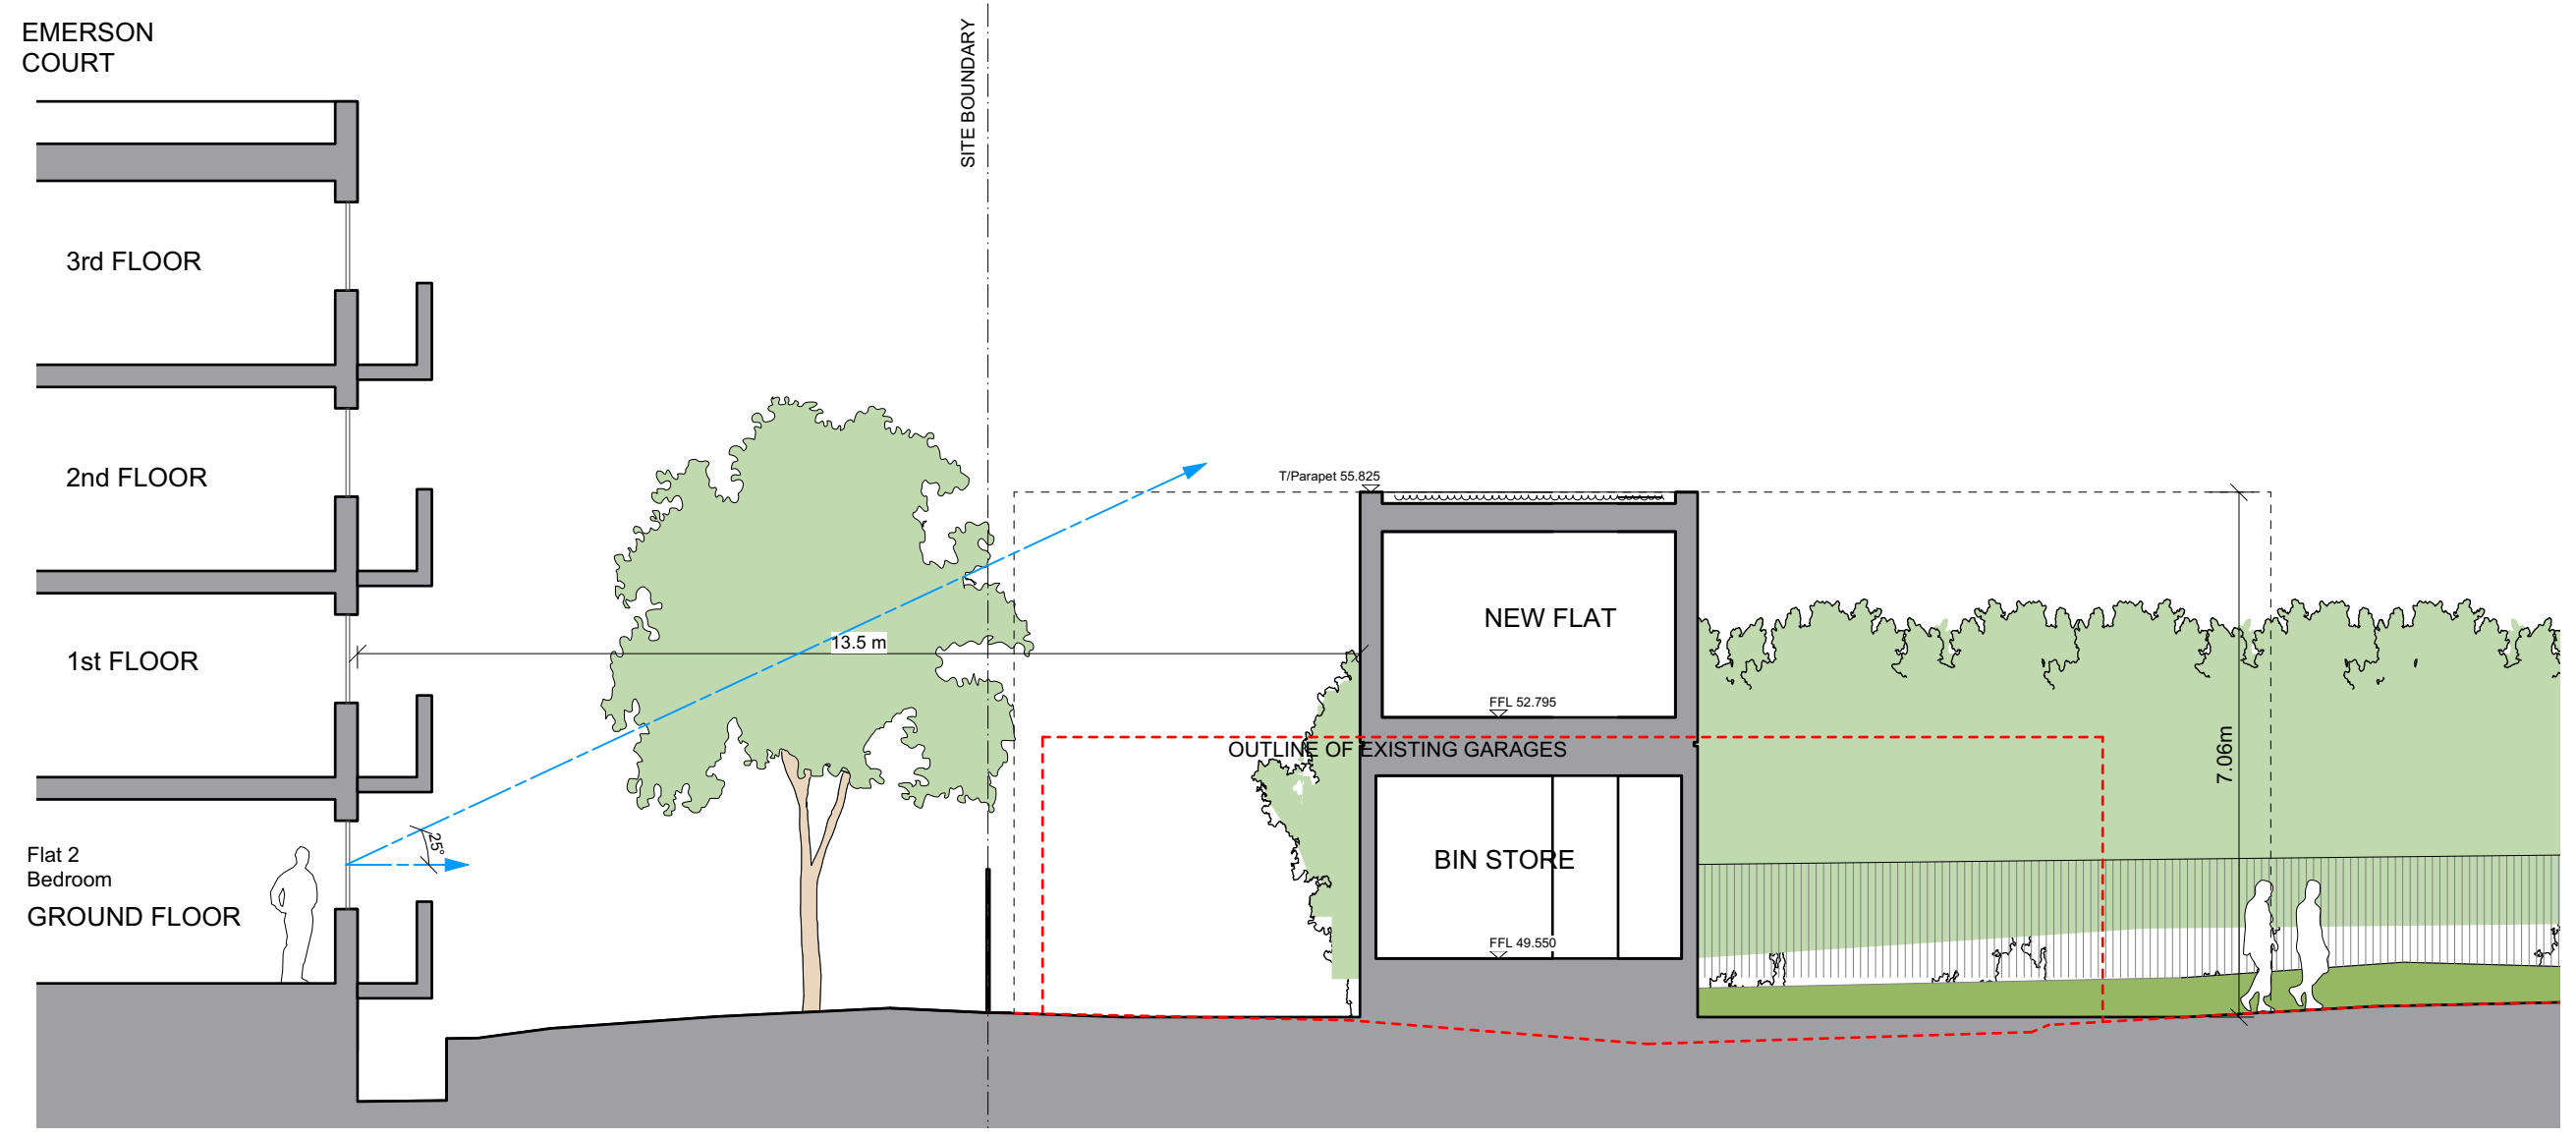 EMERSON
COURT
SITE BOUNDARY
3rd FLOOR
2nd FLOOR
T/Parapet 55.825
NEW FLAT
13.5 m
1st FLOOR
FFL 52.795
OUTLINE OF EXISTING GARAGES
7.06m
25°
Flat 2
Bedroom
BIN STORE
GROUND FLOOR
FFL 49.550